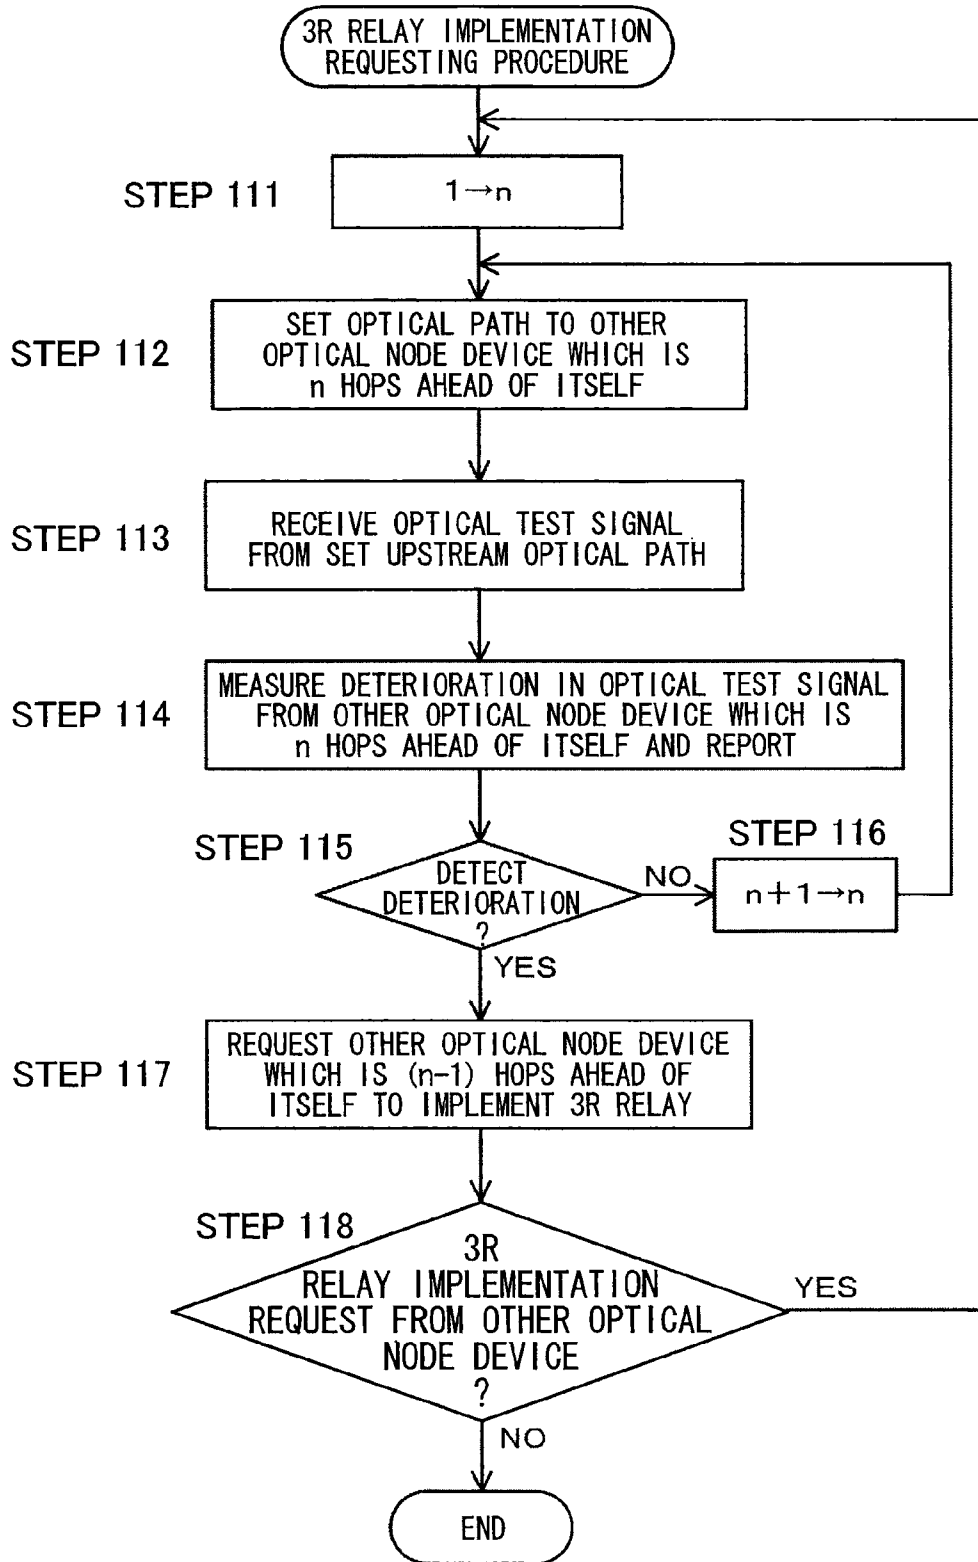 3R RELAY IMPLEMENTATION
REQUESTING PROCEDURE
STEP 111
1→n
STEP 112
SET OPTICAL PATH TO OTHER
OPTICAL NODE DEVICE WHICH IS
n HOPS AHEAD OF ITSELF
STEP 113
RECEIVE OPTICAL TEST SIGNAL
FROM SET UPSTREAM OPTICAL PATH
STEP 114
MEASURE DETERIORATION IN OPTICAL TEST SIGNAL
FROM OTHER OPTICAL NODE DEVICE WHICH IS
n HOPS AHEAD OF ITSELF AND REPORT
STEP 115
DETECT
DETERIORATION
?
NO
STEP 116
n+1→n
YES
STEP 117
REQUEST OTHER OPTICAL NODE DEVICE
WHICH IS (n-1) HOPS AHEAD OF
ITSELF TO IMPLEMENT 3R RELAY
STEP 118
3R
RELAY IMPLEMENTATION
REQUEST FROM OTHER OPTICAL
NODE DEVICE
?
YES
NO
END